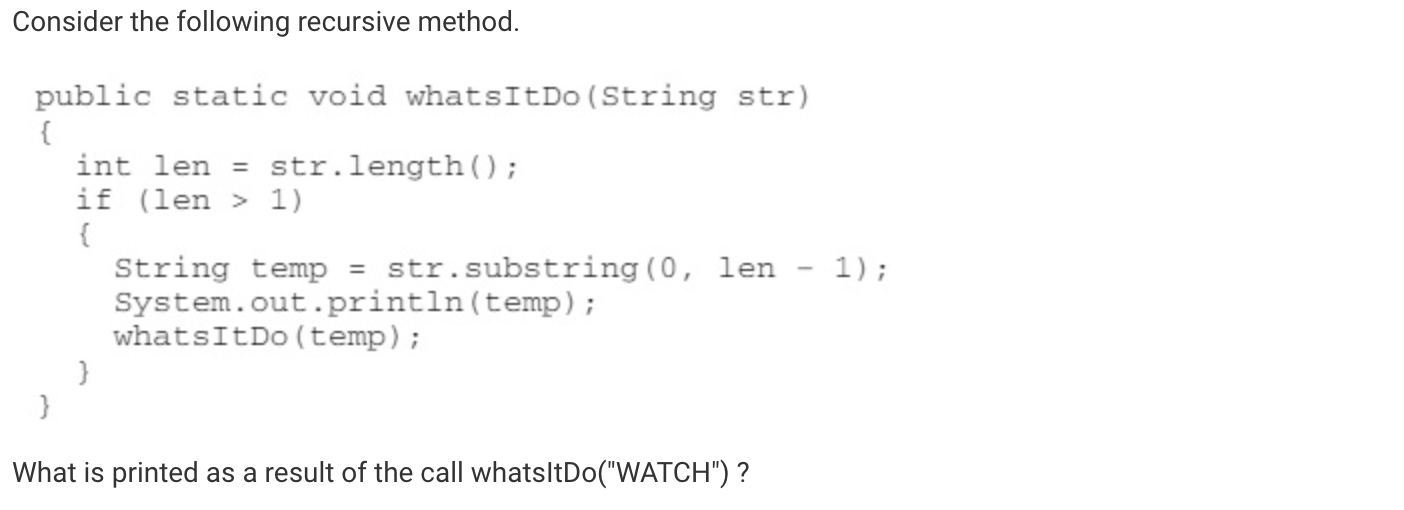 Consider the following recursive method.
public static void whatsItDo(String str)
{
int len = str.length();
if (len > 1)
{
String temp = str.substring(0, len - 1);
System.out.println(temp);
whatsItDo(temp);
}
}
What is printed as a result of the call whatsItDo("WATCH") ?